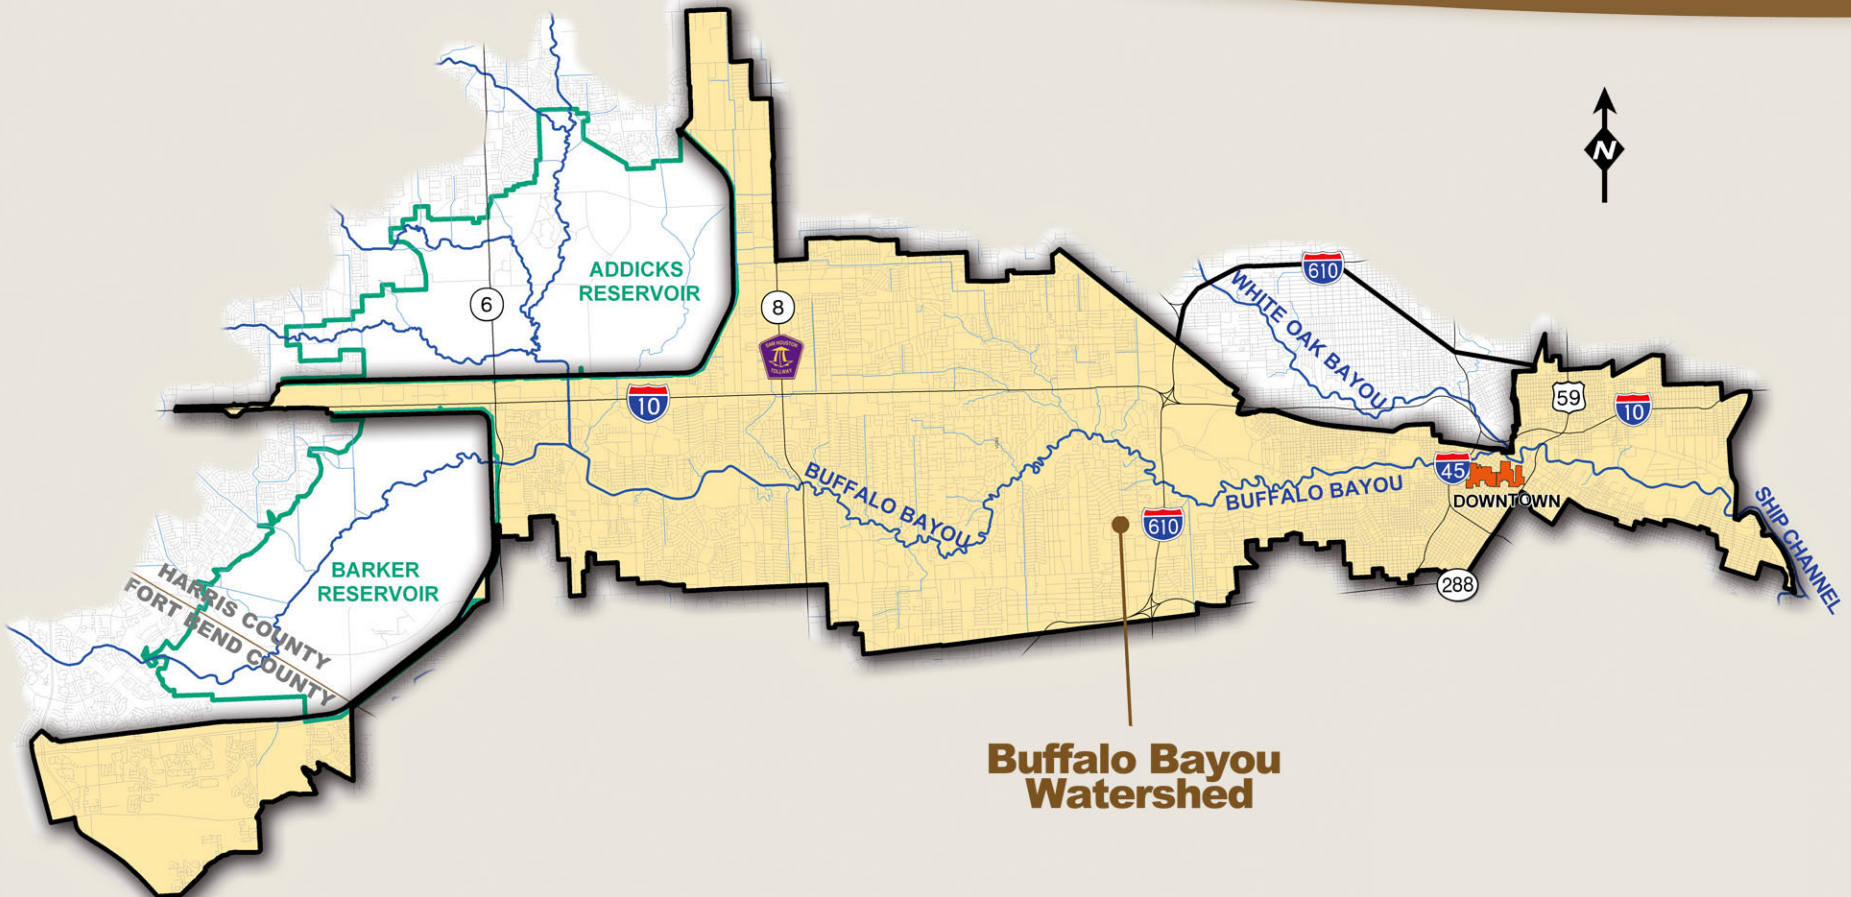 N
610
WHITE OAK BAYOU
ADDICKS
RESERVOIR
6
8
SAM HOUSTON
TOLLWAY
10
59
10
BUFFALO BAYOU
45
BUFFALO BAYOU
DOWNTOWN
SHIP CHANNEL
610
288
BARKER
RESERVOIR
HARRIS COUNTY
FORT BEND COUNTY
Buffalo Bayou
Watershed